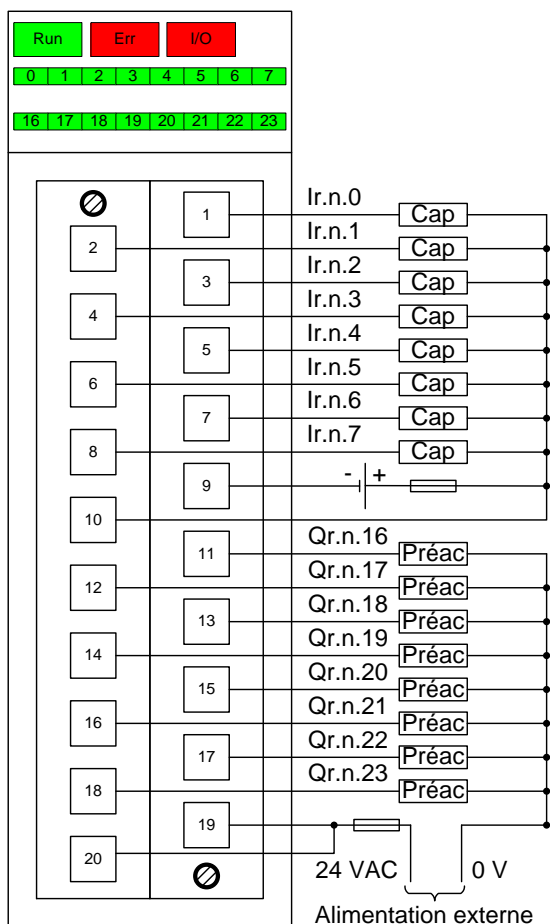 Run Err I/O
0 1 2 3 4 5 6 7
16 17 18 19 20 21 22 23
1 Ir.n.0 Cap
2 Ir.n.1 Cap
3 Ir.n.2 Cap
4 Ir.n.3 Cap
5 Ir.n.4 Cap
6 Ir.n.5 Cap
7 Ir.n.6 Cap
8 Ir.n.7 Cap
9 - +
10
11 Qr.n.16 Préac
12 Qr.n.17 Préac
13 Qr.n.18 Préac
14 Qr.n.19 Préac
15 Qr.n.20 Préac
16 Qr.n.21 Préac
17 Qr.n.22 Préac
18 Qr.n.23 Préac
19
20 24 VAC 0 V
Alimentation externe